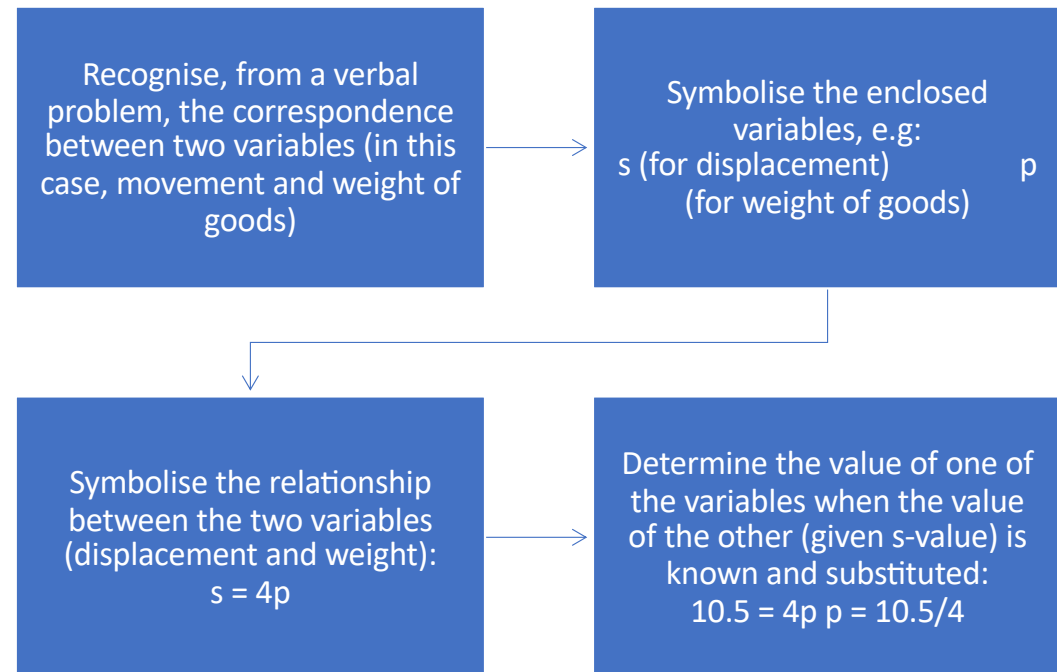 Recognise, from a verbal
problem, the correspondence
between two variables (in this
case, movement and weight of
goods)
Symbolise the enclosed
variables, e.g:
s (for displacement) p
(for weight of goods)
Symbolise the relationship
between the two variables
(displacement and weight):
s = 4p
Determine the value of one of
the variables when the value
of the other (given s-value) is
known and substituted:
10.5 = 4p p = 10.5/4